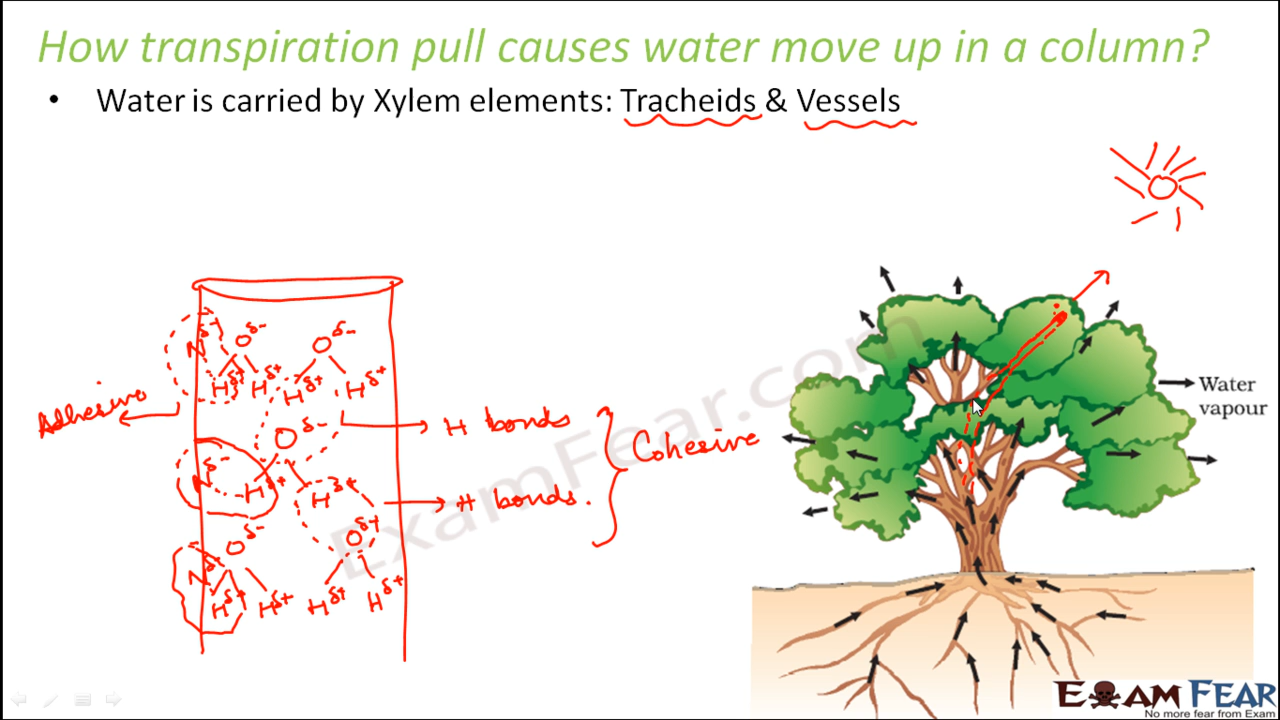 How transpiration pull causes water move up in a column?
• Water is carried by Xylem elements: Tracheids & Vessels
N δ- O δ- O δ-
H δ+ H δ+ H δ+ H δ+
Adhesive
H bonds
Cohesive
O δ-
N δ- H δ+ H δ+
H bonds.
O δ- O δ+
N δ-
H δ+ H δ+ H δ+ H δ+
Water
vapour
ExamFear.com
EXAM FEAR
No more fear from Exam